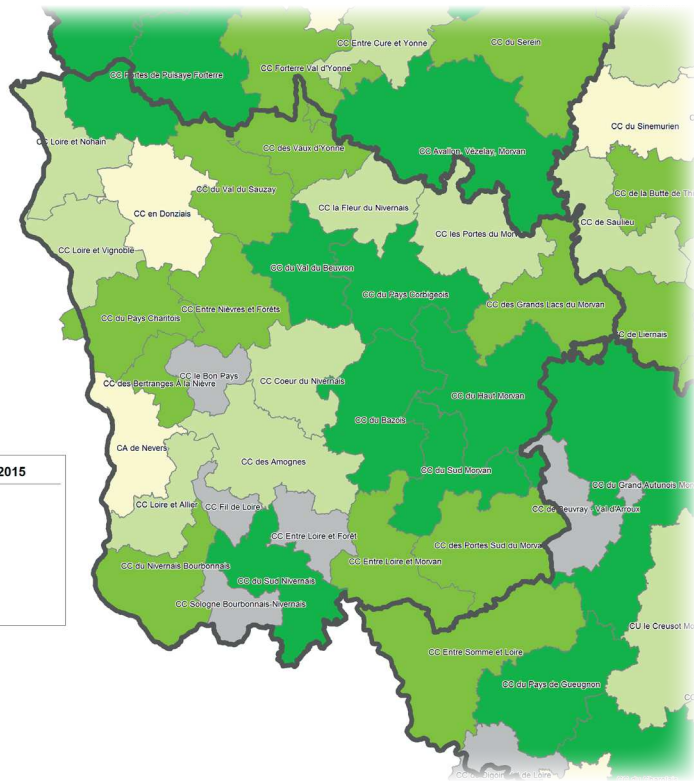 CC Entre Cure et Yonne
CC du Serein
CC Forterre Val d'Yonne
CC Portes de Puisaye Forterre
CC du Sinemurien
CC Loire et Nohain
CC des Vaux d'Yonne
CC Avallon, Vézelay, Morvan
CC du Val du Sauzay
CC de la Butte de Th
CC en Donziais
CC la Fleur du Nivernais
CC de Saulieu
CC les Portes du Mor
CC Loire et Vignoble
CC du Val du Beuvron
CC du Pays Corbigeois
CC des Grands Lacs du Morvan
CC Entre Nièvres et Forêts
CC du Pays Charitois
CC de Liernais
CC le Bon Pays
CC des Bertranges À la Nièvre
CC Coeur du Nivernais
CC du Haut Morvan
CC du Bazois
CA de Nevers
CC des Amognes
2015
CC du Sud Morvan
CC du Grand Autunois Mor
CC Loire et Allier
CC Fil de Loire
CC de Beuvray - Val d'Arroux
CC Entre Loire et Forêt
CC des Portes Sud du Morva
CC Entre Loire et Morvan
CC du Nivernais Bourbonnais
CC du Sud Nivernais
CC Sologne Bourbonnais-Nivernais
CU le Creusot Mo
CC Entre Somme et Loire
CC du Pays de Gueugnon